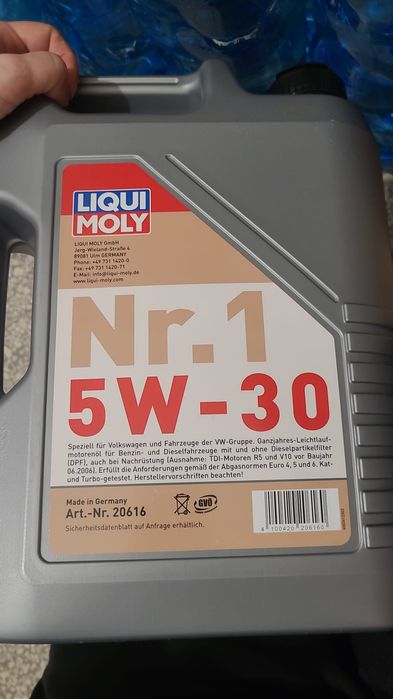 LIQUI
MOLY
LIQUI MOLY GmbH
Jerg-Wieland-Straße 4
89081 Ulm GERMANY
Phone: +49 731 1420-0
Fax: +49 731 1420-71
E-Mail: info@liqui-moly.de
www.liqui-moly.com
Nr.1
5W-30
Speziell für Volkswagen und Fahrzeuge der VW-Gruppe. Ganzjahres-Leichtlauf-
motorenöl für Benzin- und Dieselfahrzeuge mit und ohne Dieselpartikelfilter
(DPF), auch bei Nachrüstung (Ausnahme: TDI-Motoren R5 und V10 vor Baujahr
06.2006). Erfüllt die Anforderungen gemäß der Abgasnormen Euro 4, 5 und 6. Kat-
und Turbo-getestet. Herstellervorschriften beachten!
Made in Germany
Art.-Nr. 20616
Sicherheitsdatenblatt auf Anfrage erhältlich.
GVÖ
4 100420 206160